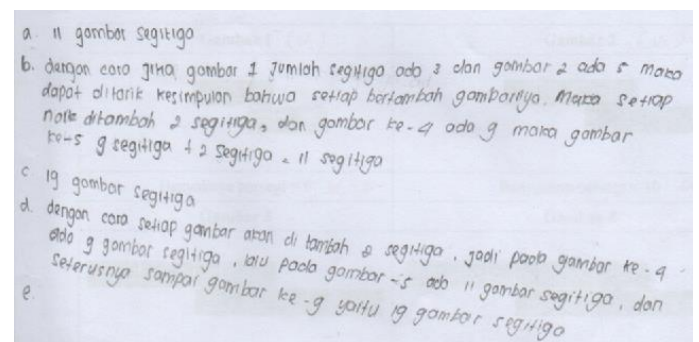 a. 11 gambar segitiga
b. dengan cara jika gambar 1 jumlah segitiga ada 3 dan gambar 2 ada 5 maka
dapat ditarik kesimpulan bahwa setiap bertambah gambarnya. Maka setiap
naik ditambah 2 segitiga, dan gambar ke-4 ada 9 maka gambar
ke-5 9 segitiga + 2 segitiga = 11 segitiga
c 19 gambar segitiga
d. dengan cara setiap gambar akan di tambah 2 segitiga, jadi pada gambar ke-4
ada 9 gambar segitiga, lalu pada gambar -5 ada 11 gambar segitiga, dan
seterusnya sampai gambar ke-9 yaitu 19 gambar segitiga
e.